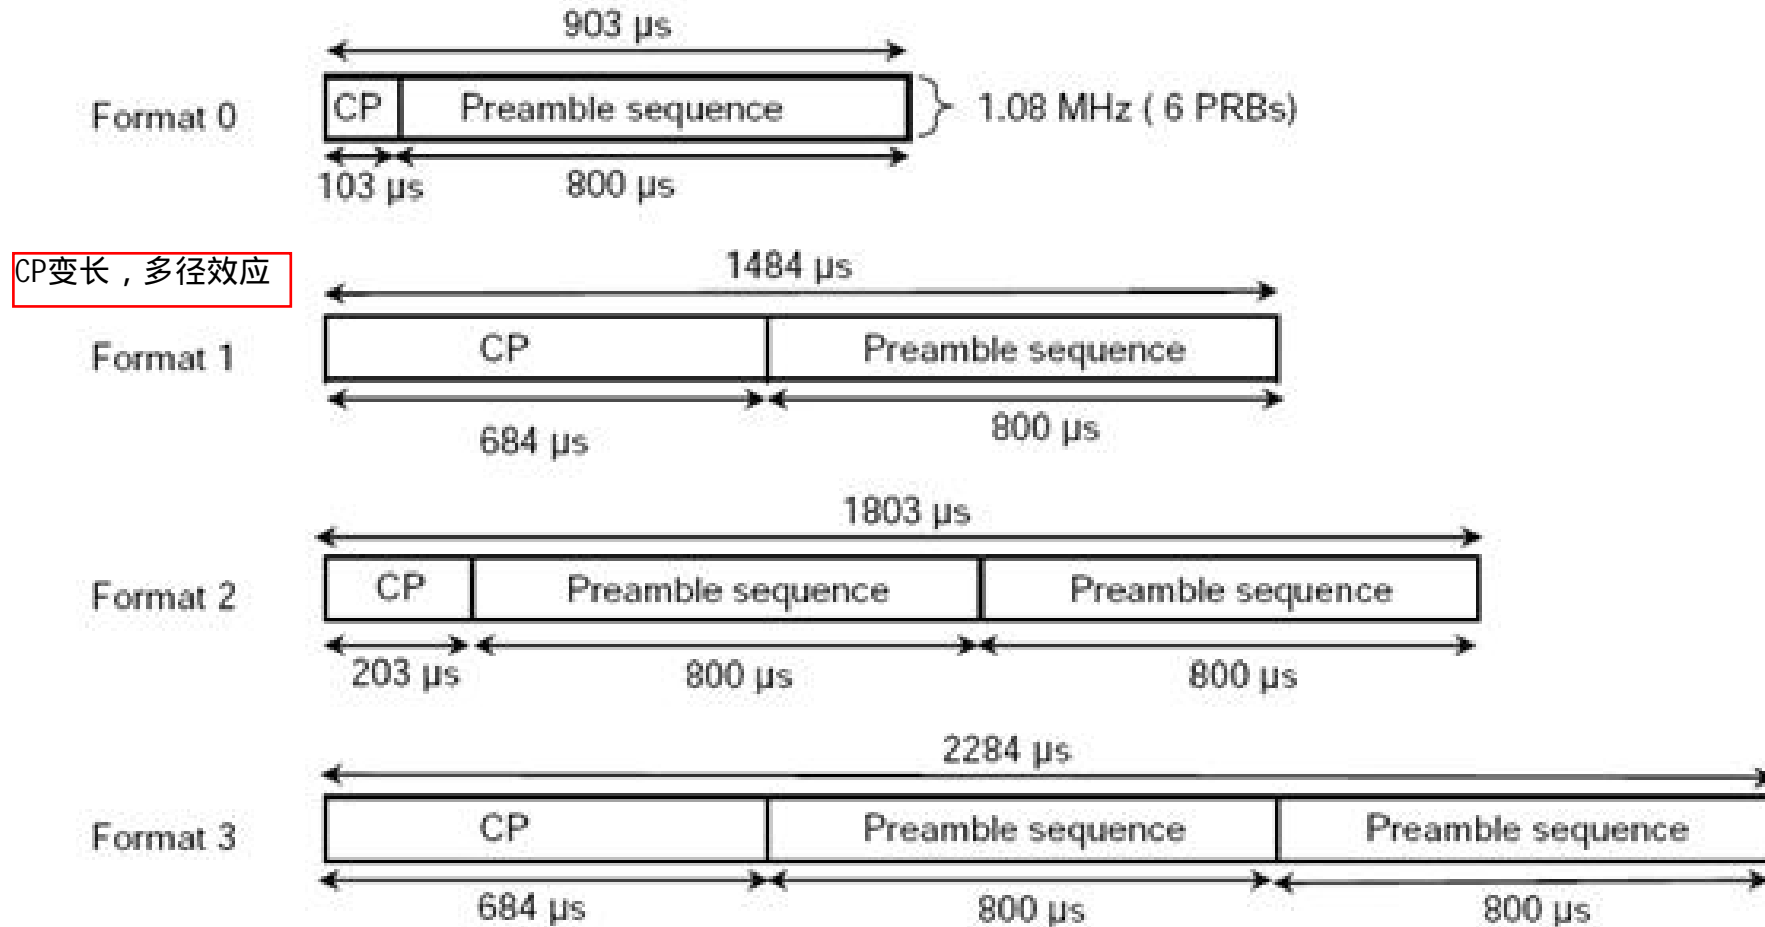 903 µs
Format 0
CP
Preamble sequence
1.08 MHz ( 6 PRBs)
103 µs
800 µs
CP变长，多径效应
1484 µs
Format 1
CP
Preamble sequence
684 µs
800 µs
1803 µs
Format 2
CP
Preamble sequence
Preamble sequence
203 µs
800 µs
800 µs
2284 µs
Format 3
CP
Preamble sequence
Preamble sequence
684 µs
800 µs
800 µs